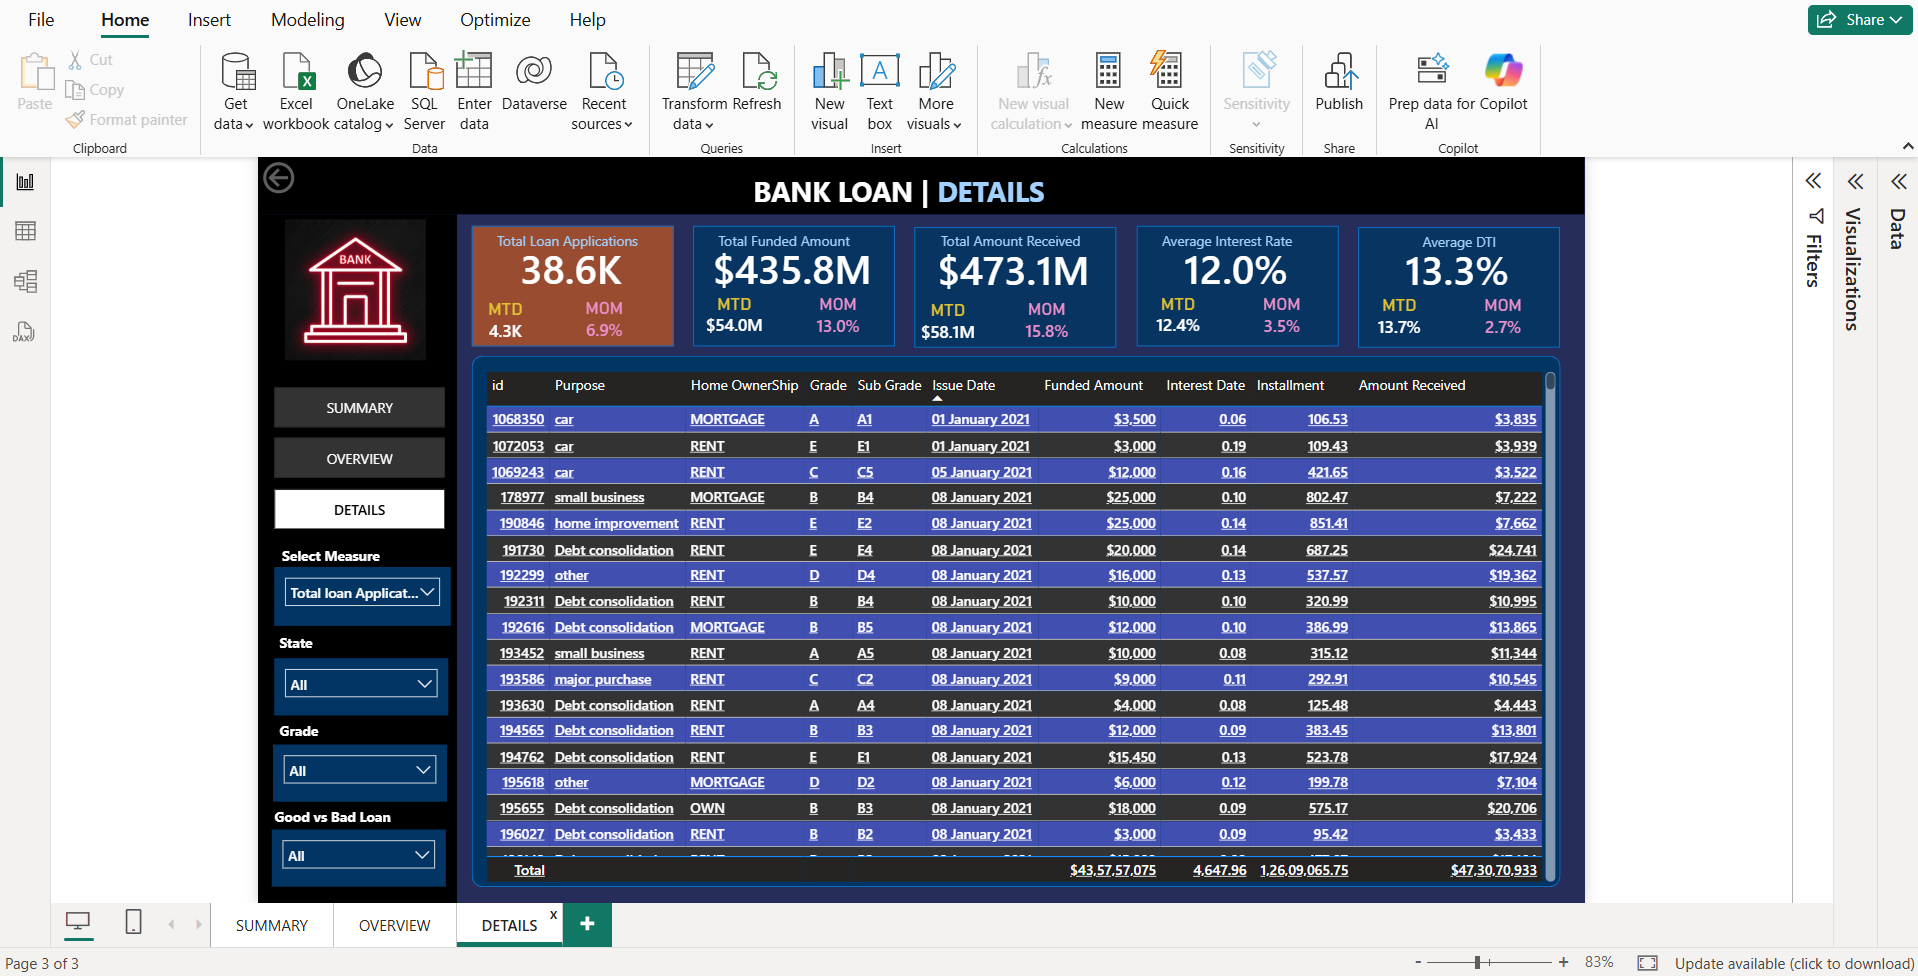 File Home Insert Modeling View Optimize Help Share
Paste Cut Copy Format painter
Get data Excel workbook OneLake catalog SQL Server Enter data Dataverse Recent sources Transform data Refresh New visual Text box More visuals New visual calculation New measure Quick measure Sensitivity Publish Prep data for AI Copilot
Clipboard Data Queries Insert Calculations Sensitivity Share Copilot
BANK LOAN | DETAILS
BANK
SUMMARY
OVERVIEW
DETAILS
Select Measure
Total loan Applicat...
State
All
Grade
All
Good vs Bad Loan
All
Total Loan Applications
38.6K
MTD MOM
4.3K 6.9%
Total Funded Amount
$435.8M
MTD MOM
$54.0M 13.0%
Total Amount Received
$473.1M
MTD MOM
$58.1M 15.8%
Average Interest Rate
12.0%
MTD MOM
12.4% 3.5%
Average DTI
13.3%
MTD MOM
13.7% 2.7%
id Purpose Home OwnerShip Grade Sub Grade Issue Date Funded Amount Interest Date Installment Amount Received
1068350 car MORTGAGE A A1 01 January 2021 $3,500 0.06 106.53 $3,835
1072053 car RENT E E1 01 January 2021 $3,000 0.19 109.43 $3,939
1069243 car RENT C C5 05 January 2021 $12,000 0.16 421.65 $3,522
178977 small business MORTGAGE B B4 08 January 2021 $25,000 0.10 802.47 $7,222
190846 home improvement RENT E E2 08 January 2021 $25,000 0.14 851.41 $7,662
191730 Debt consolidation RENT E E4 08 January 2021 $20,000 0.14 687.25 $24,741
192299 other RENT D D4 08 January 2021 $16,000 0.13 537.57 $19,362
192311 Debt consolidation RENT B B4 08 January 2021 $10,000 0.10 320.99 $10,995
192616 Debt consolidation MORTGAGE B B5 08 January 2021 $12,000 0.10 386.99 $13,865
193452 small business RENT A A5 08 January 2021 $10,000 0.08 315.12 $11,344
193586 major purchase RENT C C2 08 January 2021 $9,000 0.11 292.91 $10,545
193630 Debt consolidation RENT A A4 08 January 2021 $4,000 0.08 125.48 $4,443
194565 Debt consolidation RENT B B3 08 January 2021 $12,000 0.09 383.45 $13,801
194762 Debt consolidation RENT E E1 08 January 2021 $15,450 0.13 523.78 $17,924
195618 other MORTGAGE D D2 08 January 2021 $6,000 0.12 199.78 $7,104
195655 Debt consolidation OWN B B3 08 January 2021 $18,000 0.09 575.17 $20,706
196027 Debt consolidation RENT B B2 08 January 2021 $3,000 0.09 95.42 $3,433
Total $43,57,57,075 4,647.96 1,26,09,065.75 $47,30,70,933
Filters
Visualizations
Data
DAX
SUMMARY OVERVIEW DETAILS x +
Page 3 of 3 - + 83% Update available (click to download)